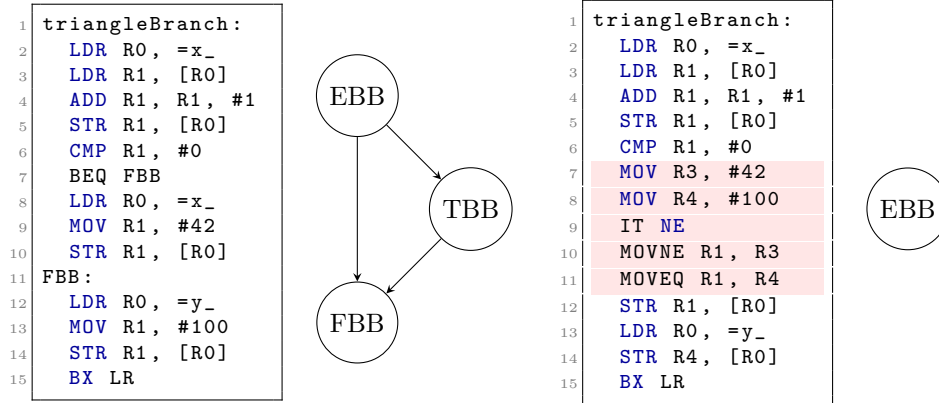 1 triangleBranch:
2 LDR R0, =x_
3 LDR R1, [R0]
4 ADD R1, R1, #1
5 STR R1, [R0]
6 CMP R1, #0
7 BEQ FBB
8 LDR R0, =x_
9 MOV R1, #42
10 STR R1, [R0]
11 FBB:
12 LDR R0, =y_
13 MOV R1, #100
14 STR R1, [R0]
15 BX LR
EBB
TBB
FBB
1 triangleBranch:
2 LDR R0, =x_
3 LDR R1, [R0]
4 ADD R1, R1, #1
5 STR R1, [R0]
6 CMP R1, #0
7 MOV R3, #42
8 MOV R4, #100
9 IT NE
10 MOVNE R1, R3
11 MOVEQ R1, R4
12 STR R1, [R0]
13 LDR R0, =y_
14 STR R4, [R0]
15 BX LR
EBB